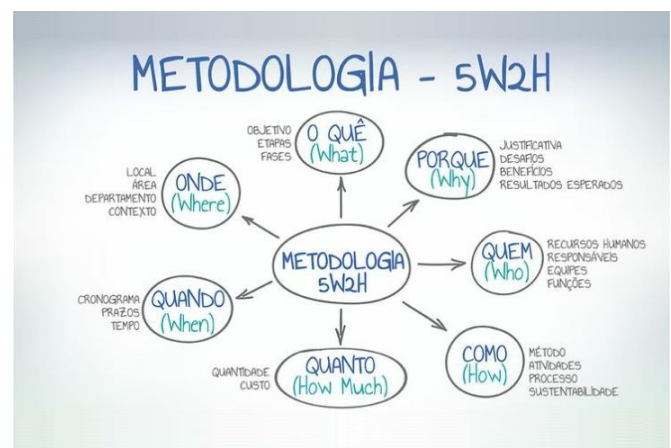 METODOLOGIA - 5W2H
OBJETIVO
ETAPAS
FASES
O QUÊ
(What)
PORQUE
(Why)
JUSTIFICATIVA
DESAFIOS
BENEFÍCIOS
RESULTADOS ESPERADOS
LOCAL
ÁREA
DEPARTAMENTO
CONTEXTO
ONDE
(Where)
METODOLOGIA
5W2H
QUEM
(Who)
RECURSOS HUMANOS
RESPONSÁVEIS
EQUIPES
FUNÇÕES
CRONOGRAMA
PRAZOS
TEMPO
QUANDO
(When)
QUANTIDADE
CUSTO
QUANTO
(How Much)
COMO
(How)
MÉTODO
ATIVIDADES
PROCESSO
SUSTENTABILIDADE